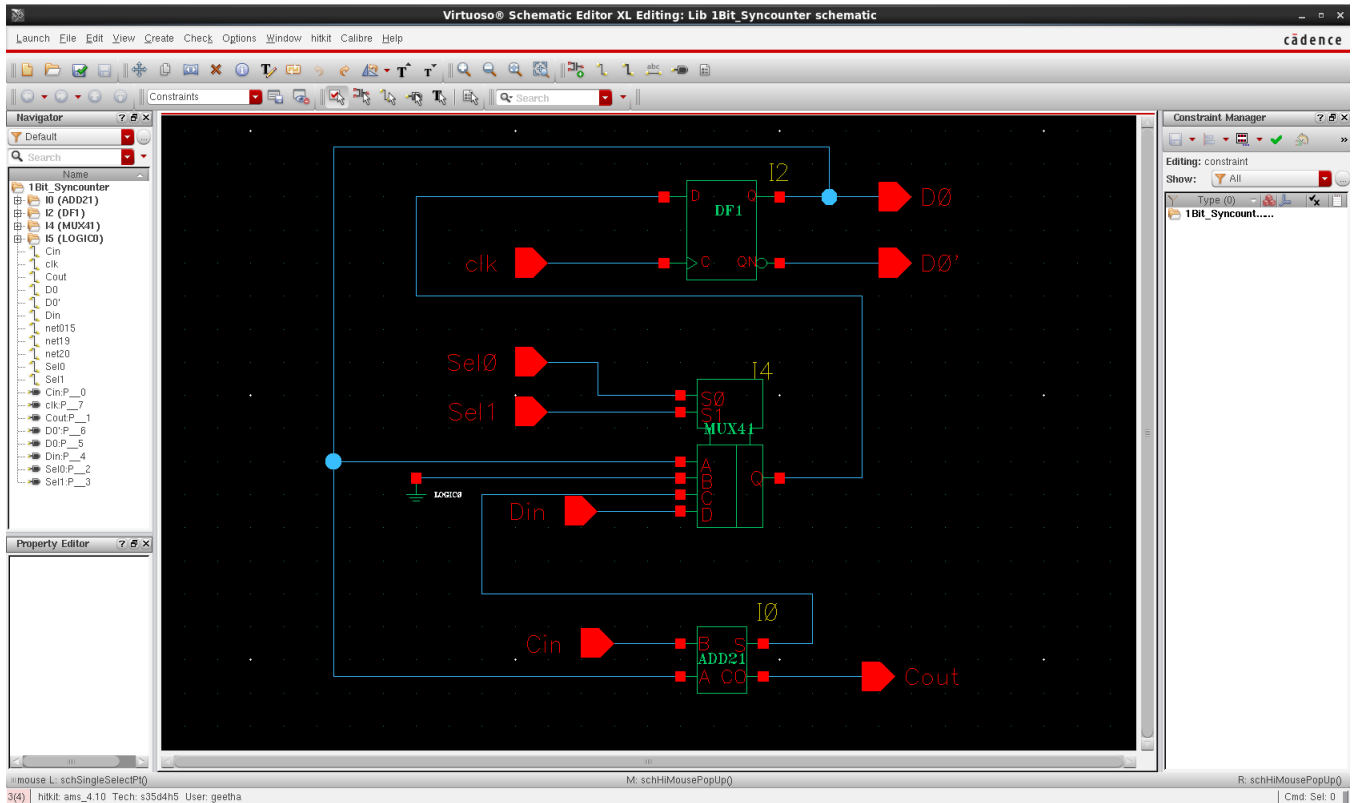 Virtuoso® Schematic Editor XL Editing: Lib 1Bit_Syncounter schematic
Launch File Edit View Create Check Options Window hitkit Calibre Help
cādence
Constraints
Search
Navigator
Default
Search
Name
1Bit_Syncounter
I0 (ADD21)
I2 (DF1)
I4 (MUX41)
I5 (LOGIC0)
Cin
clk
Cout
D0
D0'
Din
net015
net19
net20
Sel0
Sel1
Cin:P__0
clk:P__7
Cout:P__1
D0':P__6
D0:P__5
Din:P__4
Sel0:P__2
Sel1:P__3
Property Editor
I2
D Q
DF1
D0
clk
C QN
D0'
Sel0
I4
S0
Sel1
S1
MUX41
A
B
Q
LOGIC0
C
Din
D
I0
Cin
B S
ADD21
A CO
Cout
Constraint Manager
Editing: constraint
Show: All
Type (0)
1Bit_Syncount......
mouse L: schSingleSelectPt()
M: schHiMousePopUp()
R: schHiMousePopUp()
3(4) hitkit: ams_4.10 Tech: s35d4h5 User: geetha
Cmd: Sel: 0